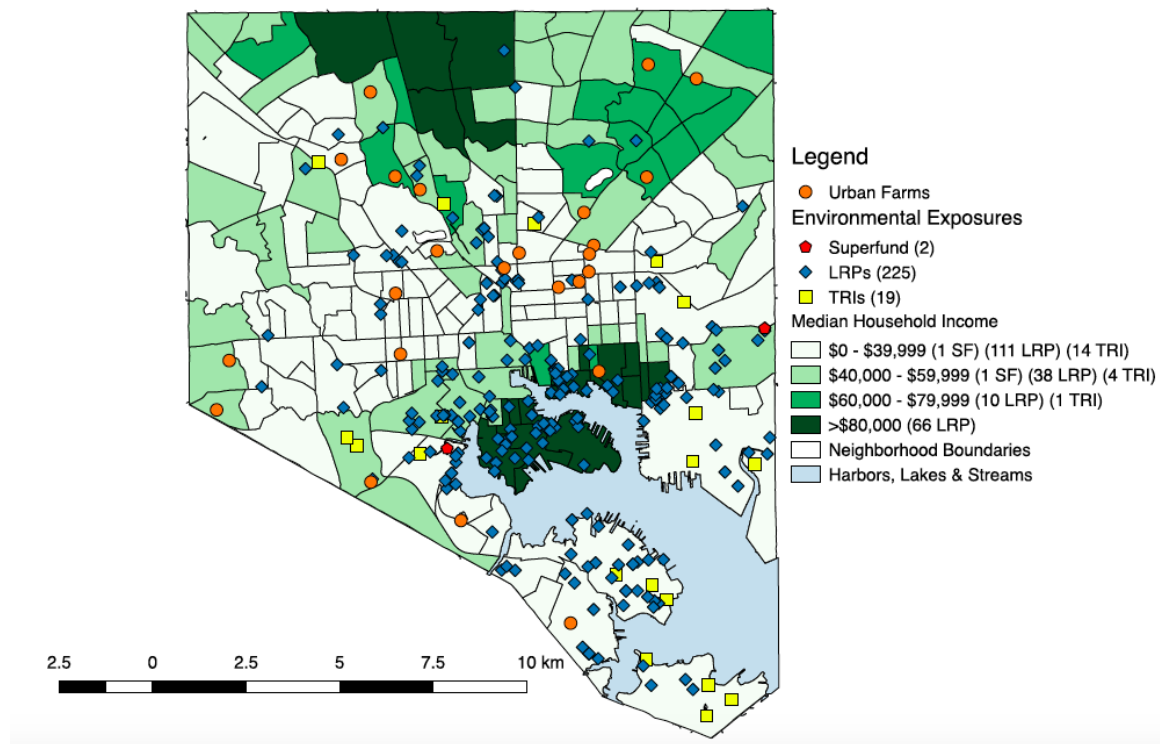 Legend
Urban Farms
Environmental Exposures
Superfund (2)
LRPs (225)
TRIs (19)
Median Household Income
$0 - $39,999 (1 SF) (111 LRP) (14 TRI)
$40,000 - $59,999 (1 SF) (38 LRP) (4 TRI)
$60,000 - $79,999 (10 LRP) (1 TRI)
>$80,000 (66 LRP)
Neighborhood Boundaries
Harbors, Lakes & Streams
2.5 0 2.5 5 7.5 10 km